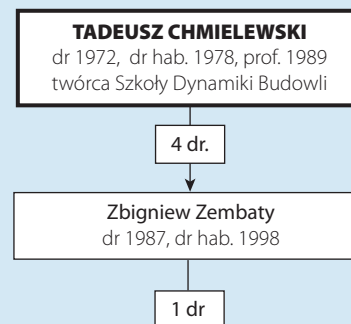 TADEUSZ CHMIELEWSKI
dr 1972, dr hab. 1978, prof. 1989
twórca Szkoły Dynamiki Budowli
4 dr.
Zbigniew Zembaty
dr 1987, dr hab. 1998
1 dr